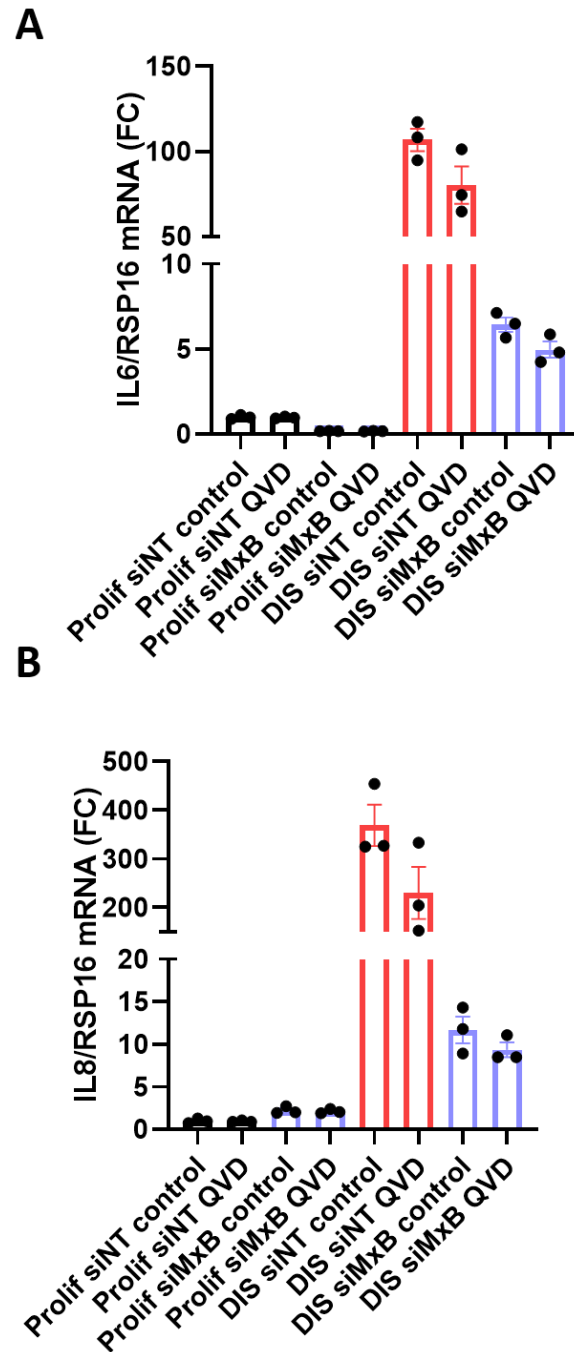 A
IL6/RSP16 mRNA (FC)
150
100
50
10
5
0
Prolif siNT control
Prolif siNT QVD
Prolif siMxB control
Prolif siMxB QVD
DIS siNT control
DIS siNT QVD
DIS siMxB control
DIS siMxB QVD
B
IL8/RSP16 mRNA (FC)
500
400
300
200
20
15
10
5
0
Prolif siNT control
Prolif siNT QVD
Prolif siMxB control
Prolif siMxB QVD
DIS siNT control
DIS siNT QVD
DIS siMxB control
DIS siMxB QVD